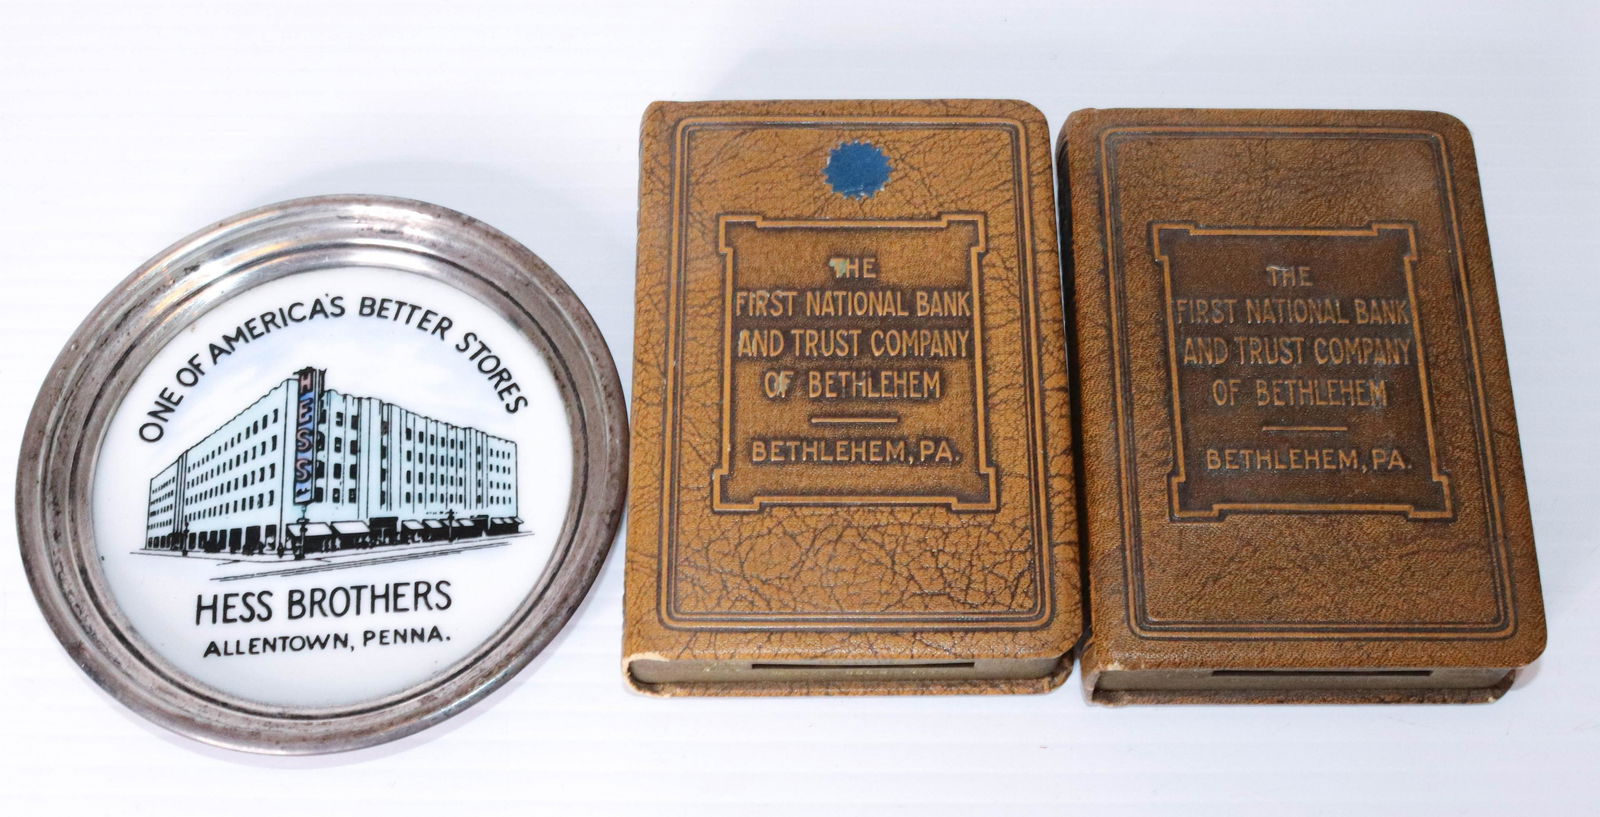 ONE OF AMERICA'S BETTER STORES
HESS
HESS BROTHERS
ALLENTOWN, PENNA.
THE
FIRST NATIONAL BANK
AND TRUST COMPANY
OF BETHLEHEM
BETHLEHEM, PA.
THE
FIRST NATIONAL BANK
AND TRUST COMPANY
OF BETHLEHEM
BETHLEHEM, PA.